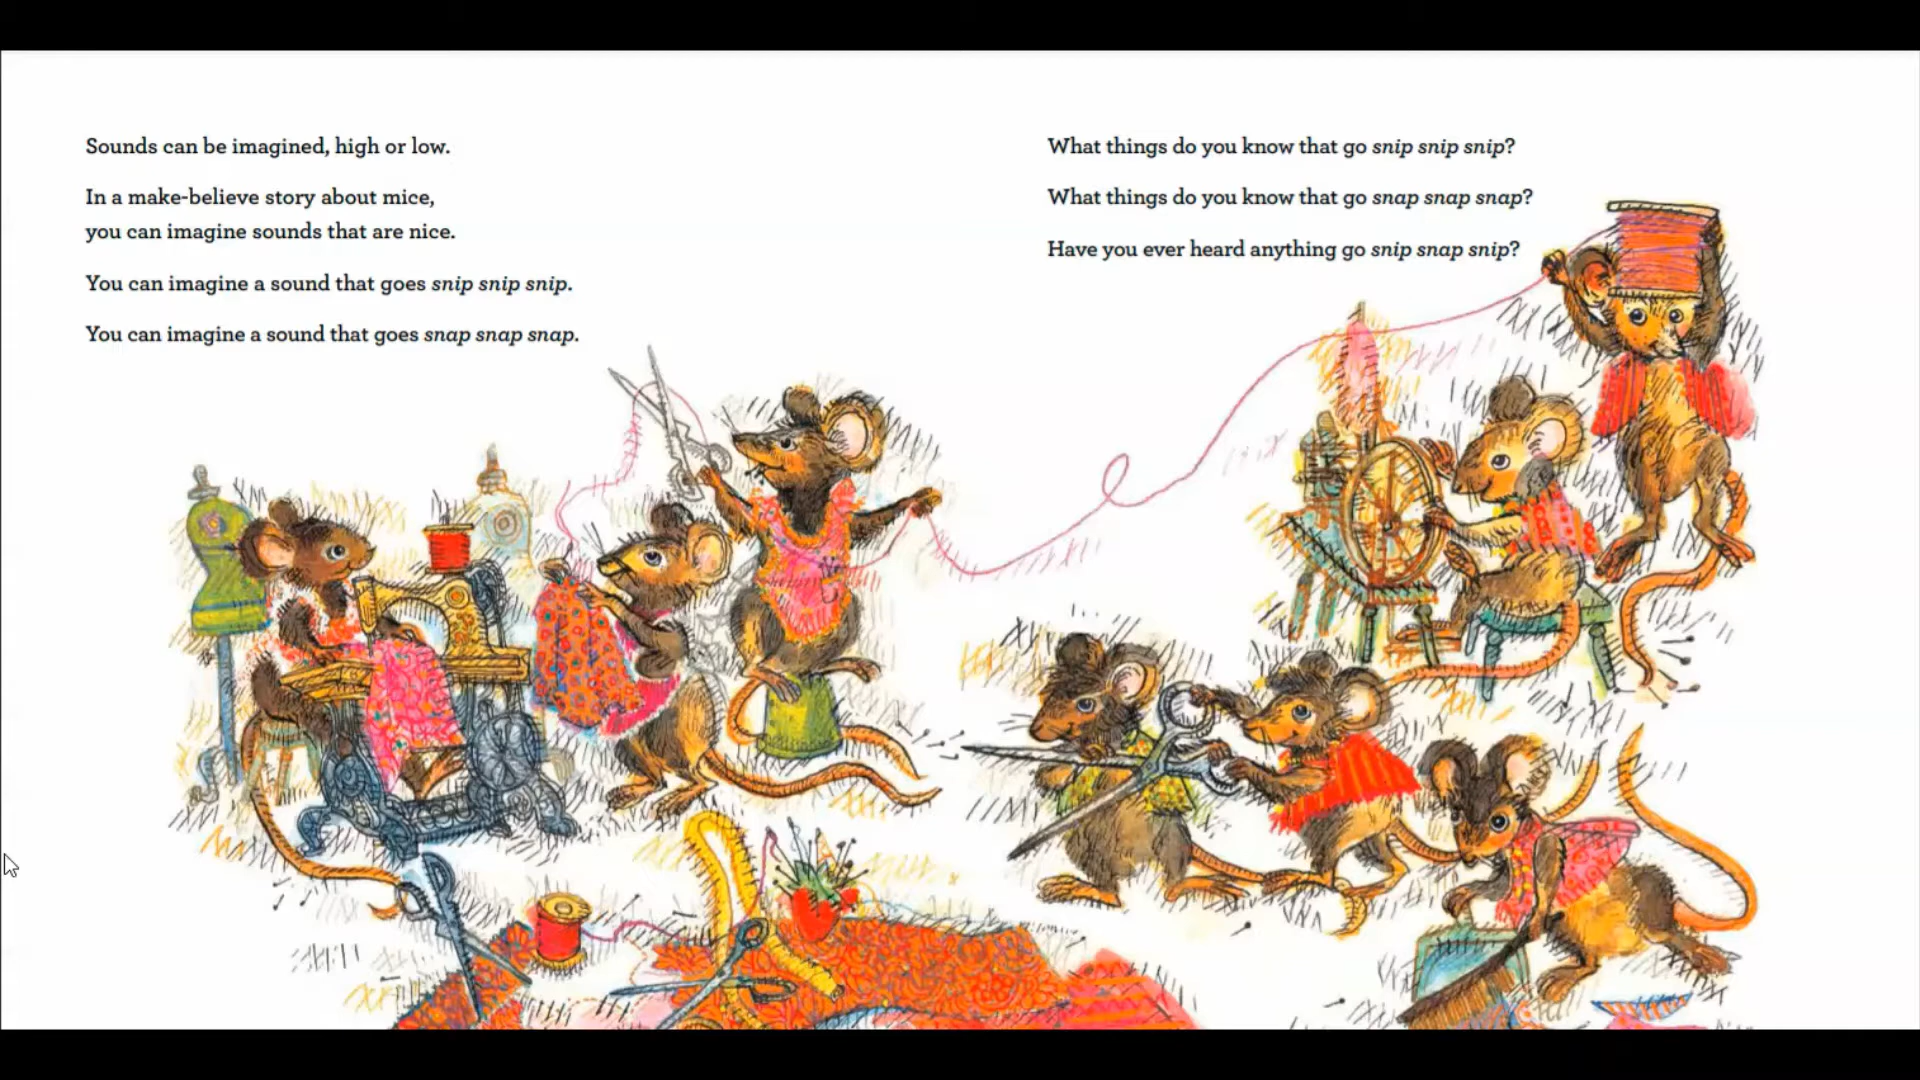 Sounds can be imagined, high or low.
In a make-believe story about mice,
you can imagine sounds that are nice.
You can imagine a sound that goes snip snip snip.
You can imagine a sound that goes snap snap snap.
What things do you know that go snip snip snip?
What things do you know that go snap snap snap?
Have you ever heard anything go snip snap snip?